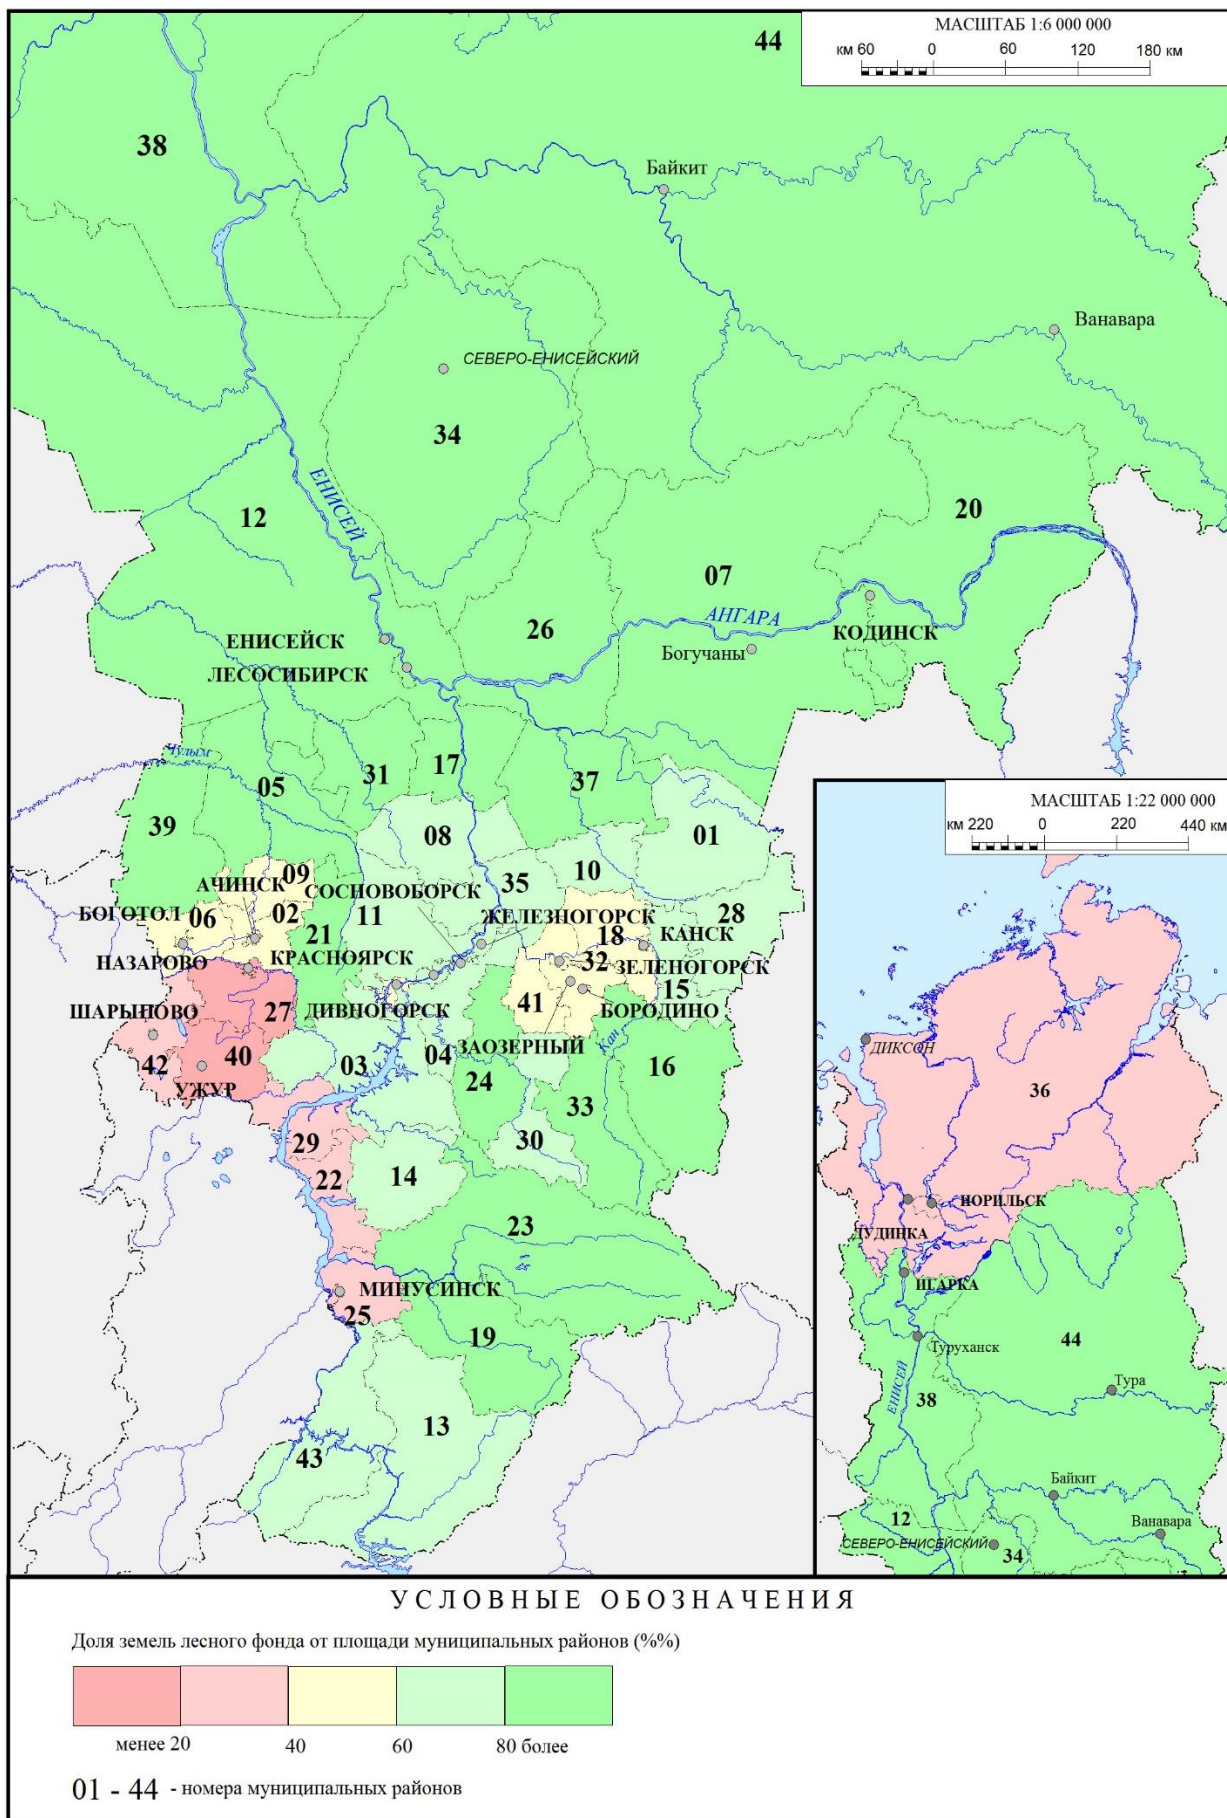 МАСШТАБ 1:6 000 000
км 60 0 60 120 180 км
44
38
Байкит
Ванавара
СЕВЕРО-ЕНИСЕЙСКИЙ
34
ЕНИСЕЙ
12
20
07
26
АНГАРА
КОДИНСК
ЕНИСЕЙСК
Богучаны
ЛЕСОСИБИРСК
Чулым
31
17
37
05
39
08
01
10
09
АЧИНСК
СОСНОВОБОРСК
35
28
БОГОТОЛ
06
02
11
ЖЕЛЕЗНОГОРСК
21
18
КАНСК
НАЗАРОВО
КРАСНОЯРСК
32
ЗЕЛЕНОГОРСК
15
ШАРЫПОВО
27
ДИВНОГОРСК
41
БОРОДИНО
42
40
03
04
ЗАОЗЕРНЫЙ
Кан
16
УЖУР
24
33
29
30
22
14
23
МИНУСИНСК
25
19
13
43
МАСШТАБ 1:22 000 000
км 220 0 220 440 км
ДИКСОН
36
НОРИЛЬСК
ДУДИНКА
ИГАРКА
Туруханск
44
ЕНИСЕЙ
38
Тура
Байкит
12
Ванавара
СЕВЕРО-ЕНИСЕЙСКИЙ
34
УСЛОВНЫЕ ОБОЗНАЧЕНИЯ
Доля земель лесного фонда от площади муниципальных районов (%%)
менее 20 40 60 80 более
01 - 44 - номера муниципальных районов